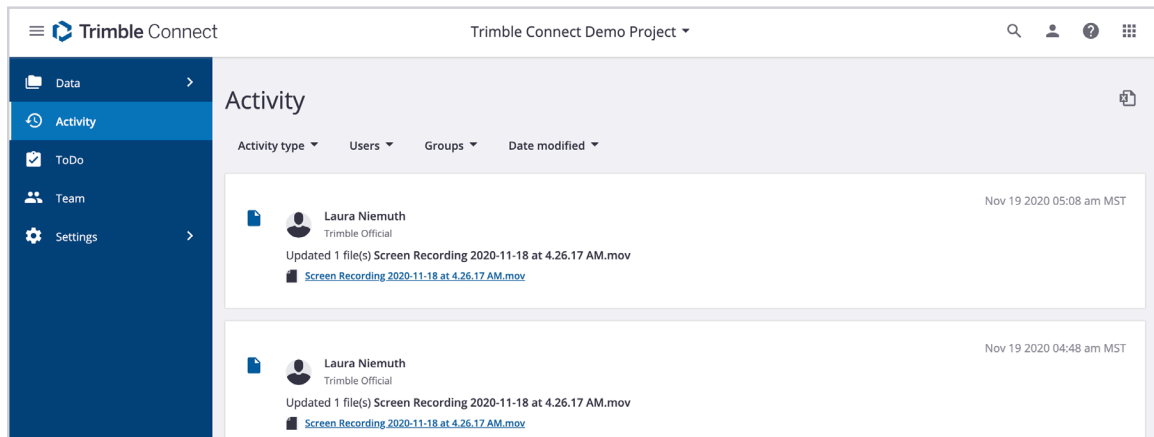 Trimble Connect
Trimble Connect Demo Project
Data
Activity
ToDo
Team
Settings
Activity
Activity type Users Groups Date modified
Nov 19 2020 05:08 am MST
Laura Niemuth
Trimble Official
Updated 1 file(s) Screen Recording 2020-11-18 at 4.26.17 AM.mov
Screen Recording 2020-11-18 at 4.26.17 AM.mov
Nov 19 2020 04:48 am MST
Laura Niemuth
Trimble Official
Updated 1 file(s) Screen Recording 2020-11-18 at 4.26.17 AM.mov
Screen Recording 2020-11-18 at 4.26.17 AM.mov